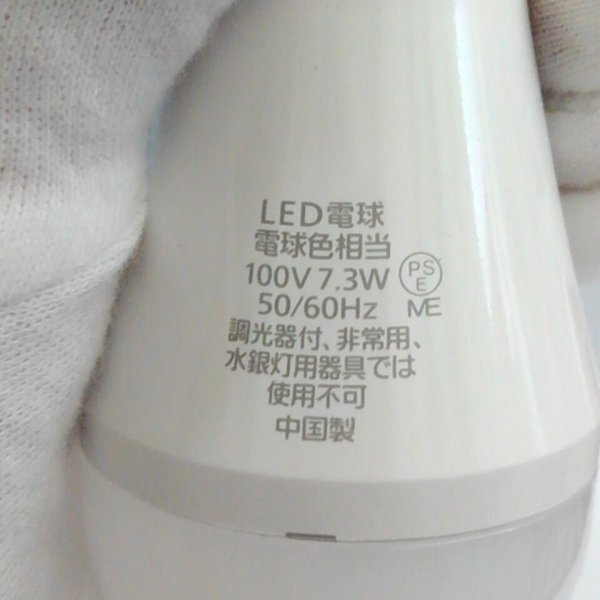 LED電球
電球色相当
100V 7.3W
PS
E
50/60Hz
ME
調光器付、非常用、
水銀灯用器具では
使用不可
中国製